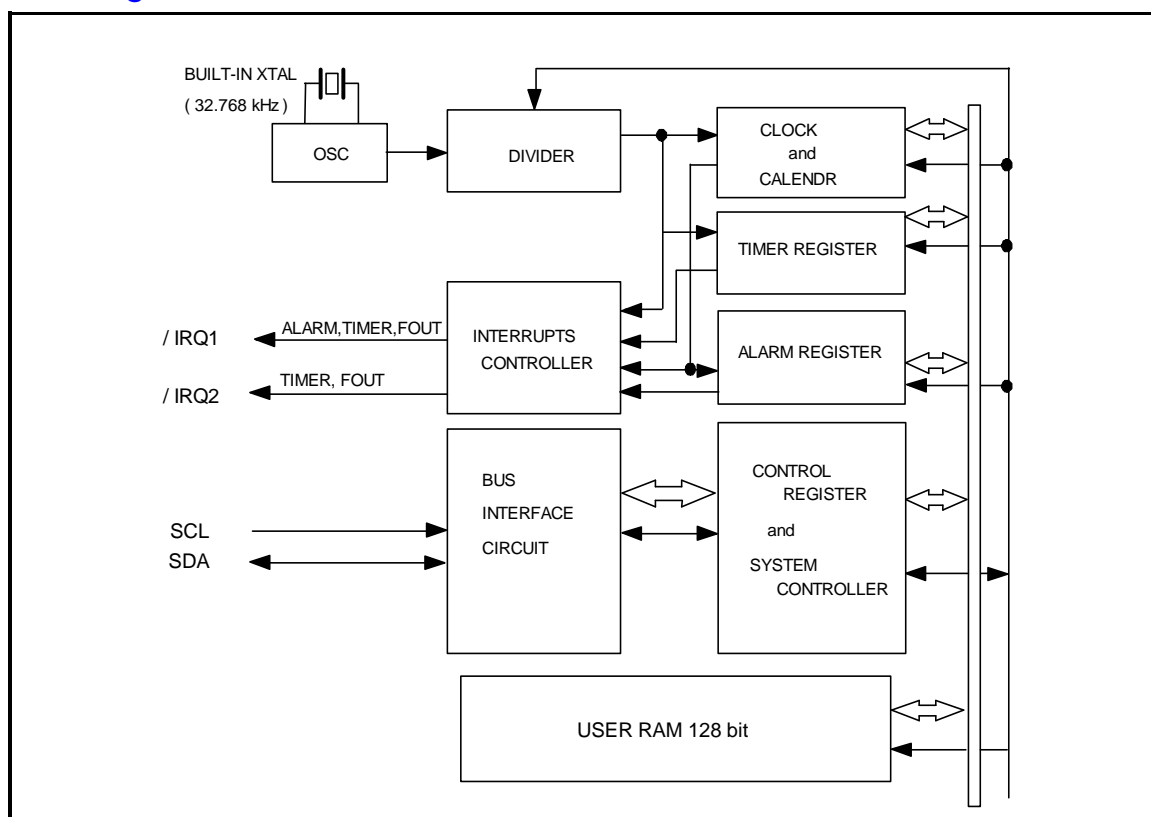 BUILT-IN XTAL
( 32.768 kHz )
OSC
DIVIDER
CLOCK
and
CALENDR
TIMER REGISTER
/ IRQ1
ALARM,TIMER,FOUT
INTERRUPTS
CONTROLLER
ALARM REGISTER
/ IRQ2
TIMER, FOUT
SCL
SDA
BUS
INTERFACE
CIRCUIT
CONTROL
REGISTER
and
SYSTEM
CONTROLLER
USER RAM 128 bit